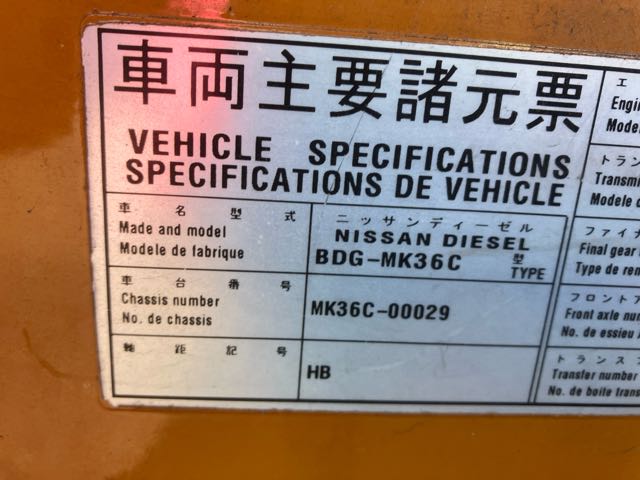 車両主要諸元票
VEHICLE SPECIFICATIONS
SPECIFICATIONS DE VEHICLE
車名型式
Made and model
Modele de fabrique
ニッサンディーゼル
NISSAN DIESEL
BDG-MK36C 型 TYPE
車台番号
Chassis number
No. de chassis
MK36C-00029
軸距記号
HB
エ
Engi
Mode
トラン
Transmi
Modele d
ファイナ
Final gear
Type de re
フロントア
Front axle nu
No. de essieu
トランスフ
Transfer number
No. de boite trans